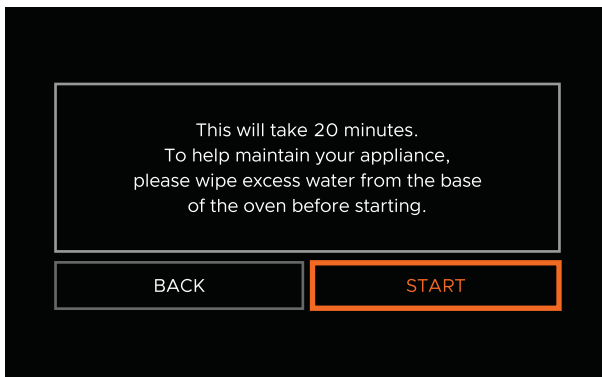 This will take 20 minutes.
To help maintain your appliance,
please wipe excess water from the base
of the oven before starting.
BACK
START